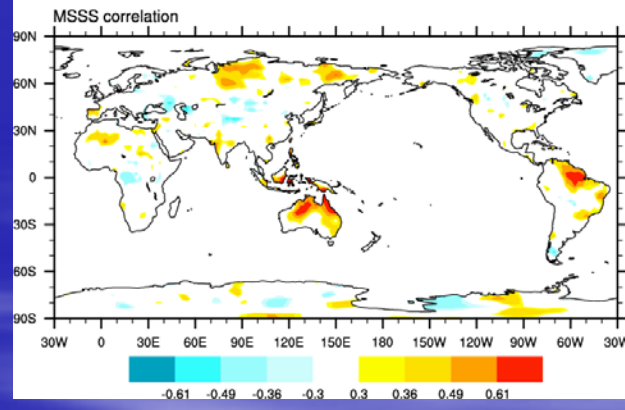 MSSS correlation
90N
60N
30N
0
30S
60S
90S
30W 0 30E 60E 90E 120E 150E 180 150W 120W 90W 60W 30W
-0.61 -0.49 -0.36 -0.3 0.3 0.36 0.49 0.61